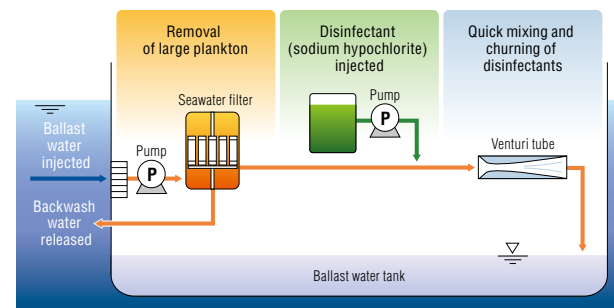 Removal
of large plankton
Disinfectant
(sodium hypochlorite)
injected
Quick mixing and
churning of
disinfectants
Seawater filter
Pump
P
Pump
P
Venturi tube
Ballast
water
injected
Backwash
water
released
Ballast water tank